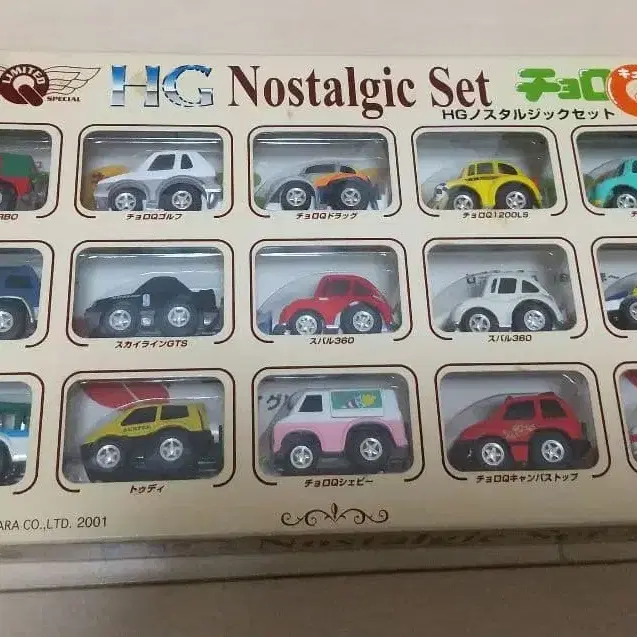 LIMITED
Q
SPECIAL
HG Nostalgic Set
チョロQ
HGノスタルジックセット
RBO
チョロQゴルフ
チョロQドラッグ
チョロQ1200LS
スカイラインGTS
スバル360
スバル360
トゥディ
チョロQシェビー
チョロQキャンバストップ
ARA CO.,LTD. 2001
Nostalgic Set